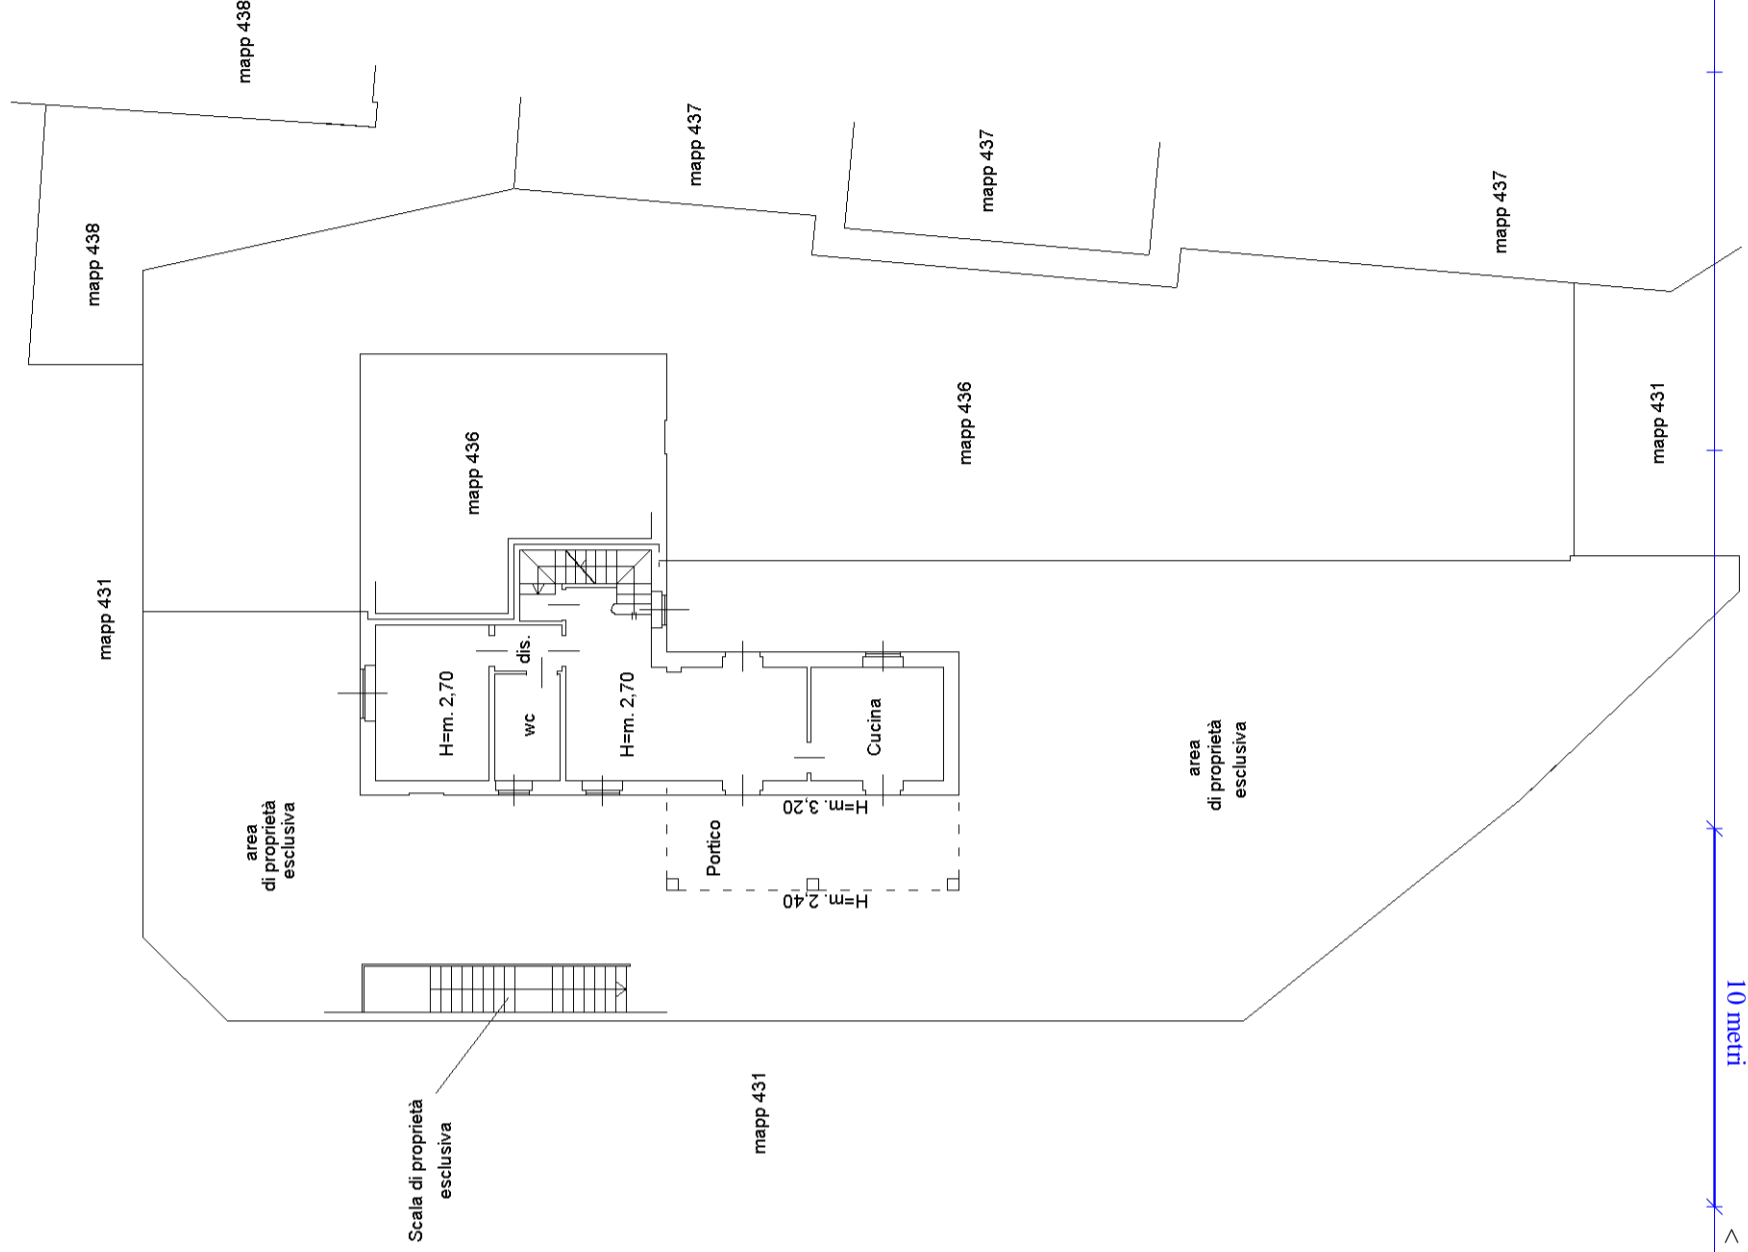 mapp 438
mapp 437
mapp 437
mapp 437
mapp 438
mapp 436
mapp 436
mapp 431
mapp 431
dis.
H=m. 2,70
wc
H=m. 2,70
Cucina
area
di proprietà
esclusiva
area
di proprietà
esclusiva
H=m. 3,20
Portico
H=m. 2,40
10 metri
Scala di proprietà
esclusiva
mapp 431
<